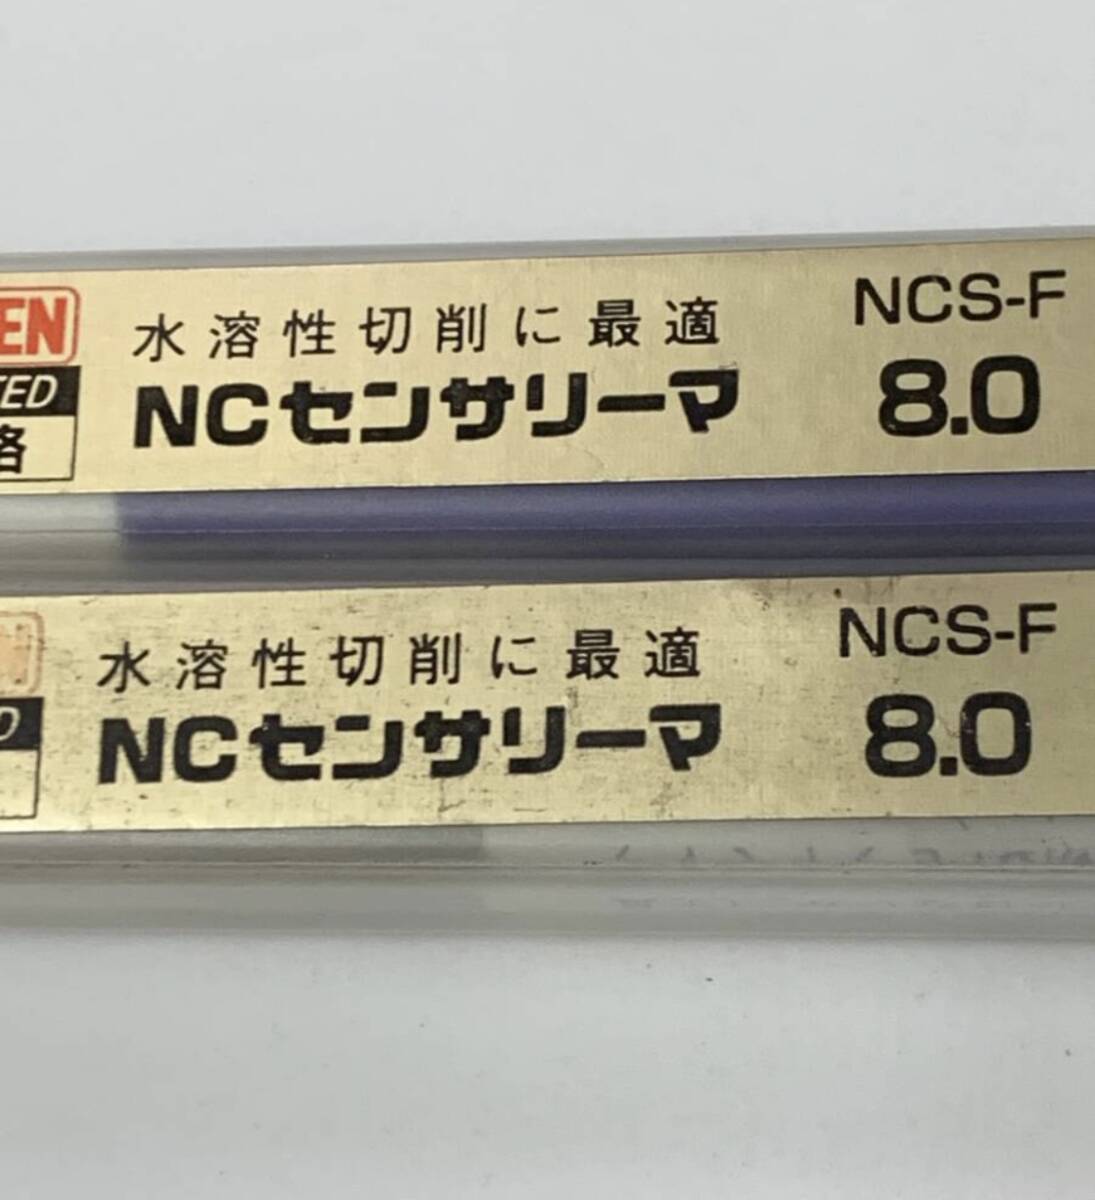 EN
TED
格
水溶性切削に最適
NCセンサリーマ
NCS-F
8.0
水溶性切削に最適
NCセンサリーマ
NCS-F
8.0